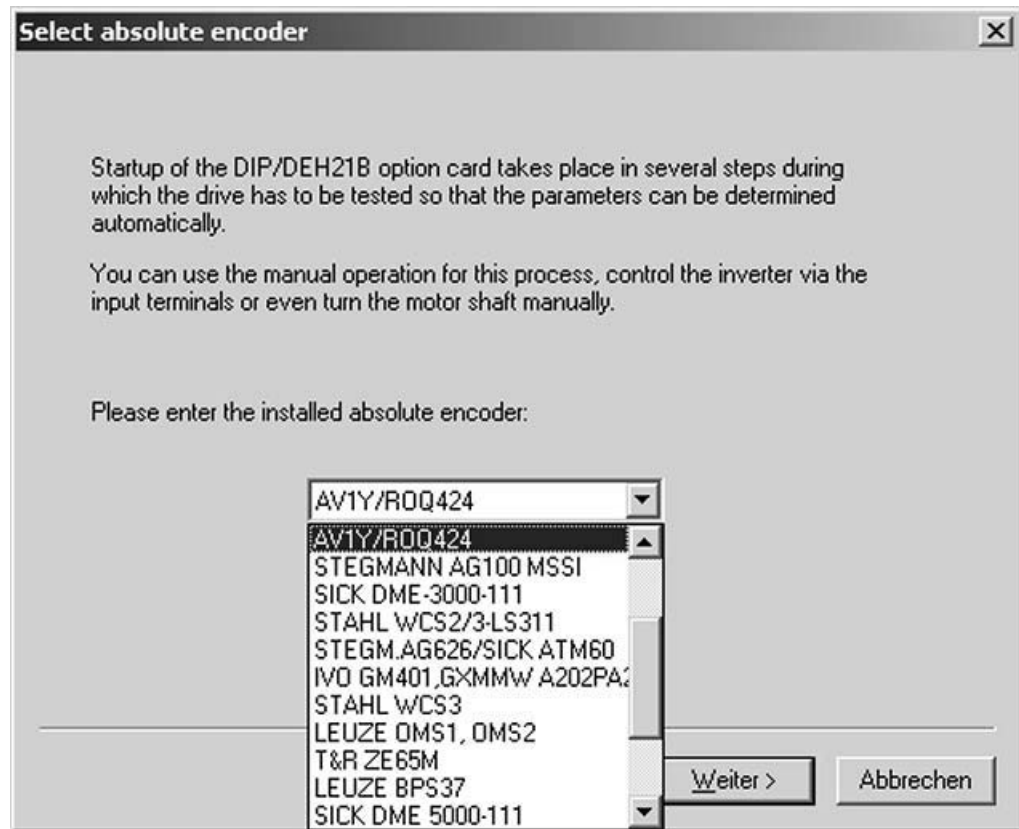 Select absolute encoder
Startup of the DIP/DEH21B option card takes place in several steps during
which the drive has to be tested so that the parameters can be determined
automatically.
You can use the manual operation for this process, control the inverter via the
input terminals or even turn the motor shaft manually.
Please enter the installed absolute encoder:
AV1Y/ROQ424
AV1Y/ROQ424
STEGMANN AG100 MSSI
SICK DME-3000-111
STAHL WCS2/3-LS311
STEGM.AG626/SICK ATM60
IVO GM401,GXMMW A202PA2
STAHL WCS3
LEUZE OMS1, OMS2
T&R ZE65M
LEUZE BPS37
SICK DME 5000-111
Weiter >
Abbrechen